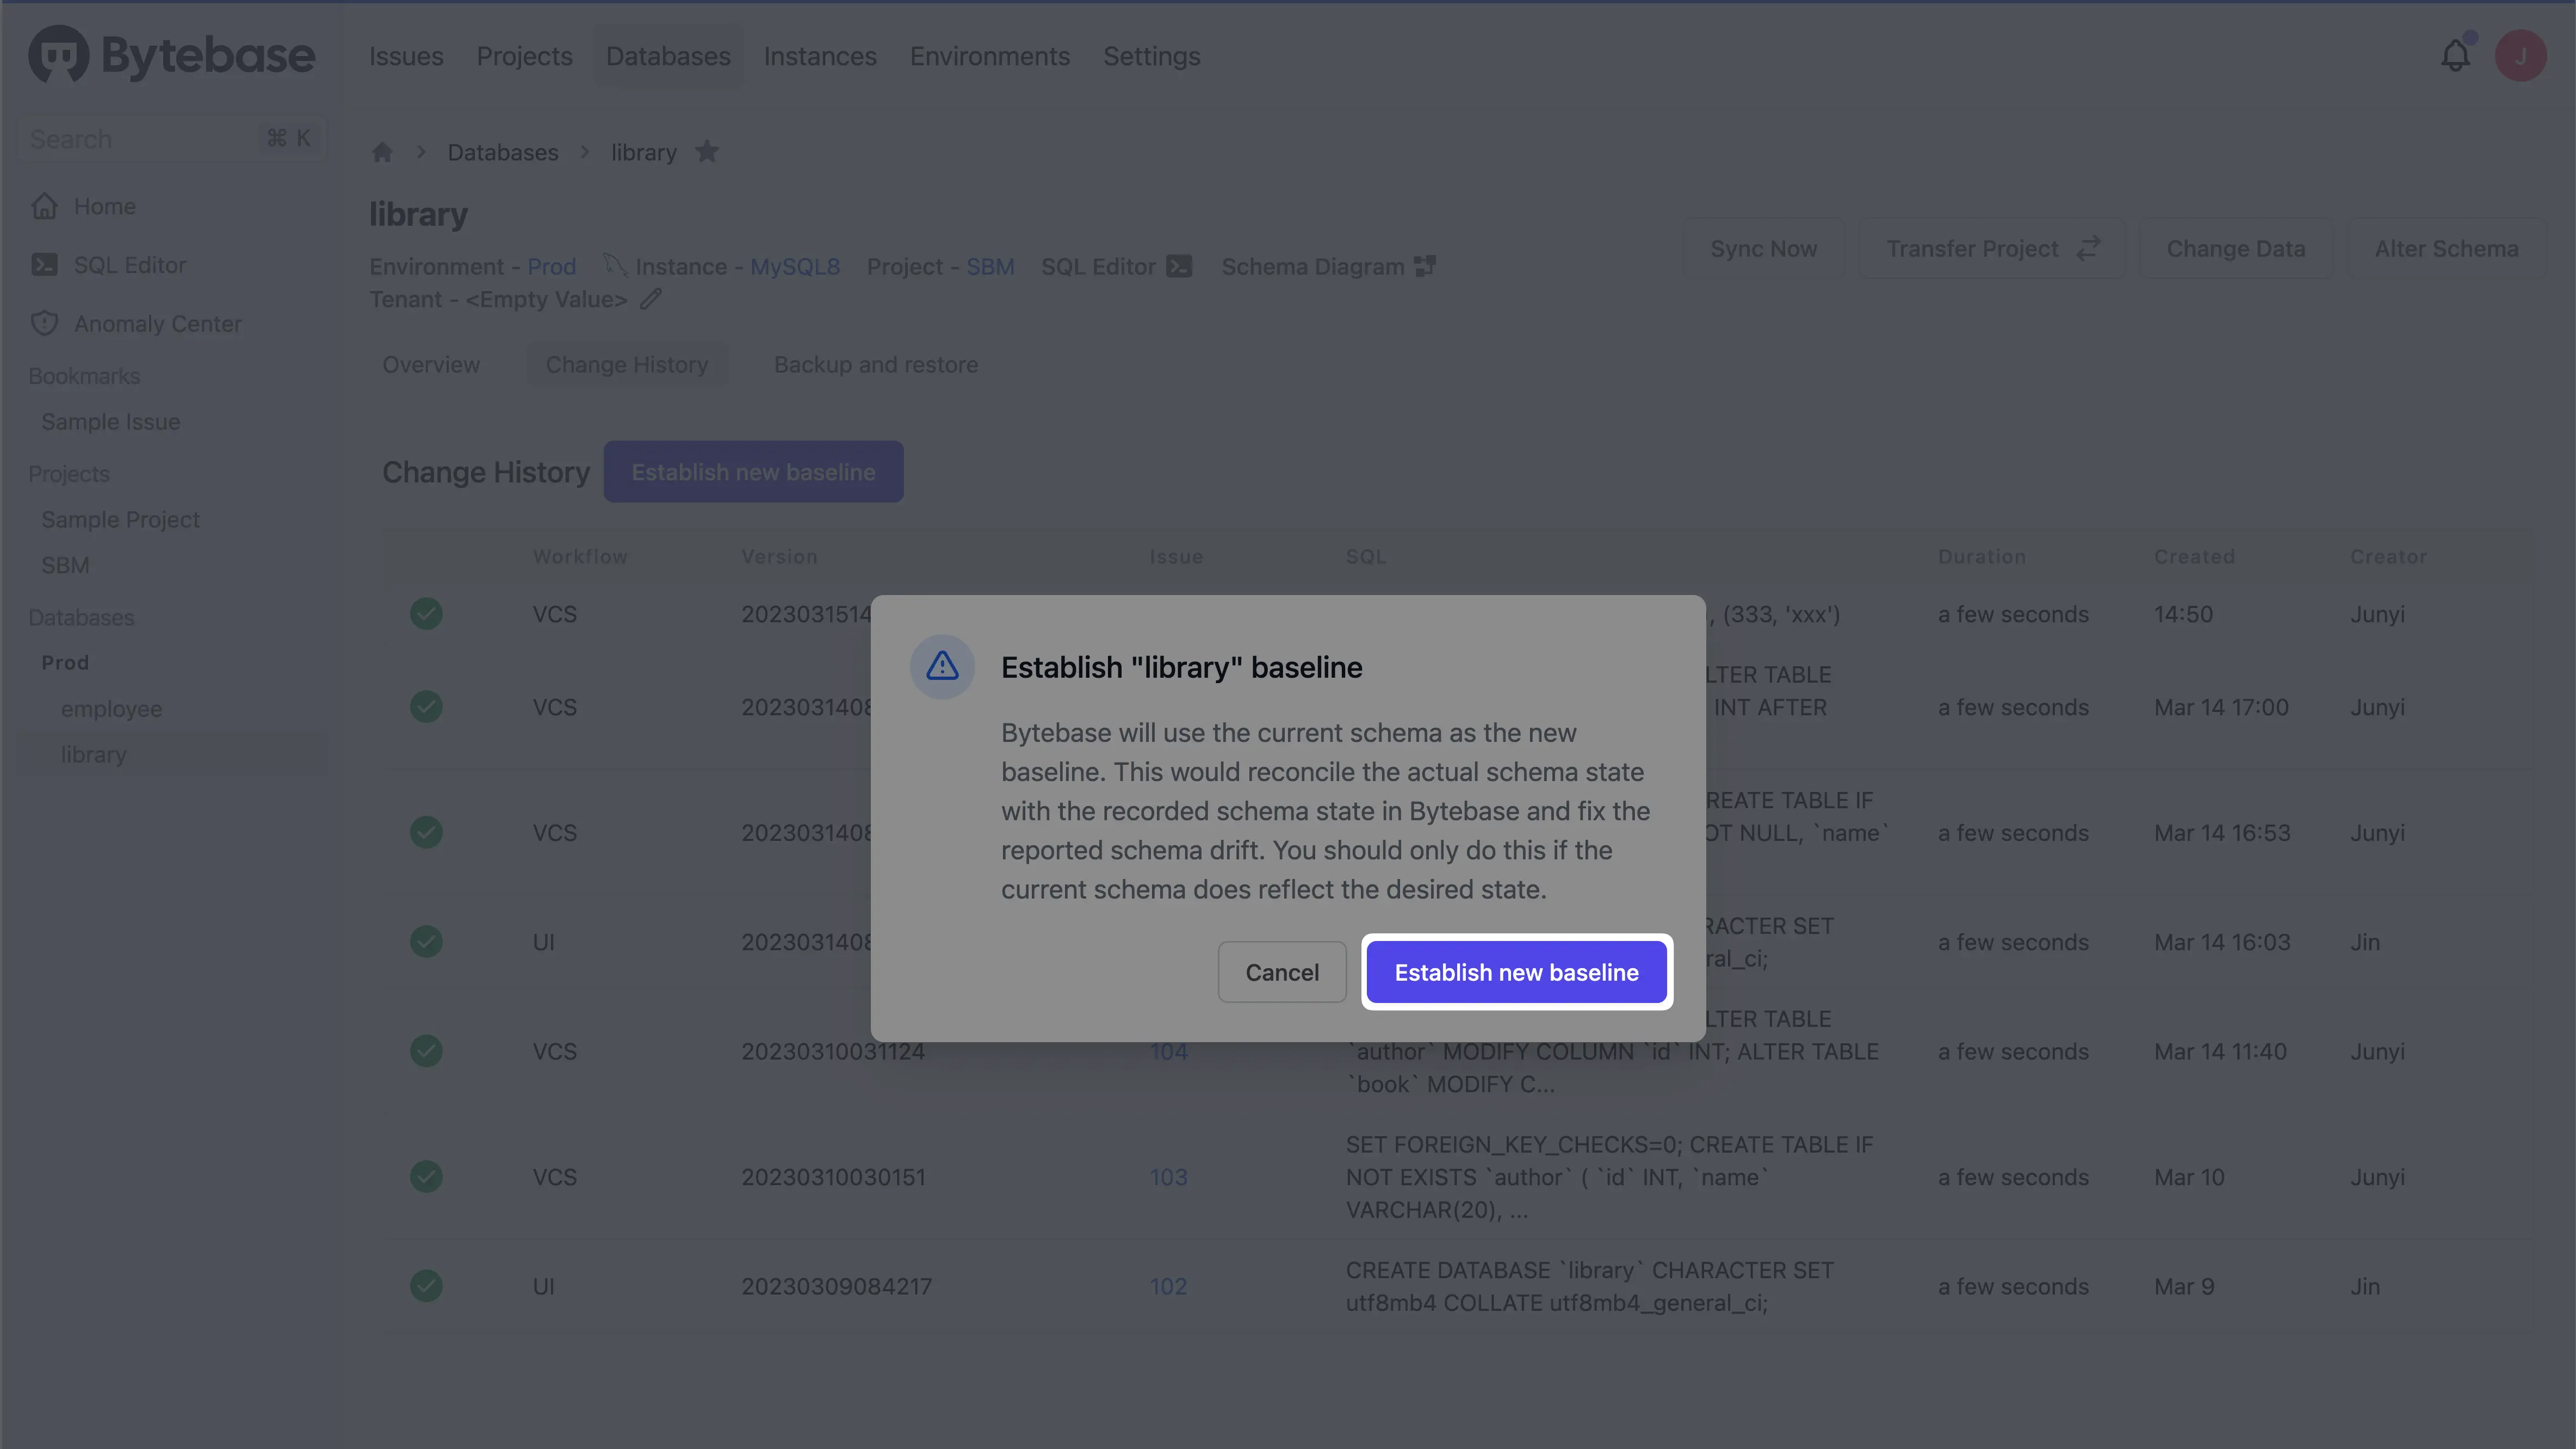 Bytebase
Issues Projects Databases Instances Environments Settings
J
Search ⌘ K
Home
SQL Editor
Anomaly Center
Bookmarks
Sample Issue
Projects
Sample Project
SBM
Databases
Prod
employee
library
Databases > library
library
Environment - Prod Instance - MySQL8 Project - SBM SQL Editor Schema Diagram
Tenant - <Empty Value>
Sync Now Transfer Project Change Data Alter Schema
Overview Change History Backup and restore
Change History Establish new baseline
Workflow Version Issue SQL Duration Created Creator
VCS , (333, 'xxx') a few seconds 14:50 Junyi
TABLE
VCS INT AFTER a few seconds Mar 14 17:00 Junyi
TABLE IF
VCS NULL, `name` a few seconds Mar 14 16:53 Junyi
SET
UI a few seconds Mar 14 16:03 Jin
Establish "library" baseline
Bytebase will use the current schema as the new
baseline. This would reconcile the actual schema state
with the recorded schema state in Bytebase and fix the
reported schema drift. You should only do this if the
current schema does reflect the desired state.
Cancel Establish new baseline
TABLE
VCS 20230310031124 104 `author` MODIFY COLUMN `id` INT; ALTER TABLE a few seconds Mar 14 11:40 Junyi
`book` MODIFY C...
SET FOREIGN_KEY_CHECKS=0; CREATE TABLE IF
VCS 20230310030151 103 NOT EXISTS `author` ( `id` INT, `name` a few seconds Mar 10 Junyi
VARCHAR(20), ...
CREATE DATABASE `library` CHARACTER SET
UI 20230309084217 102 a few seconds Mar 9 Jin
utf8mb4 COLLATE utf8mb4_general_ci;